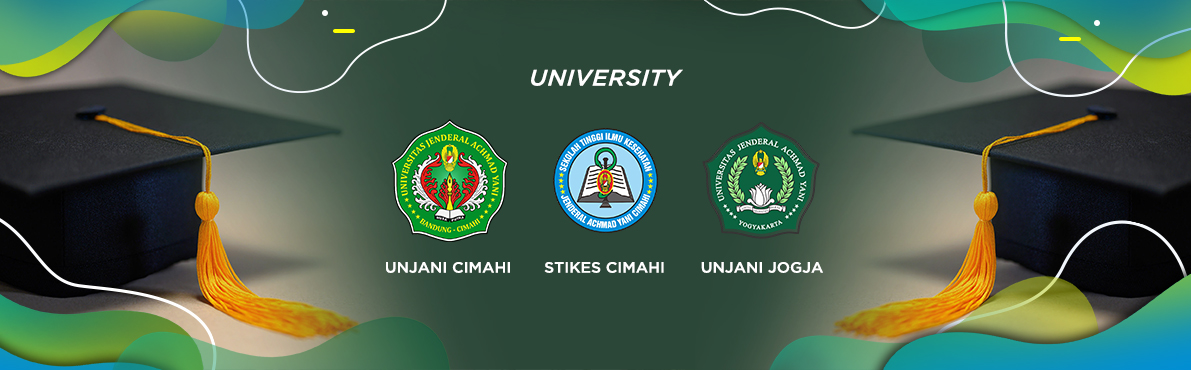 UNIVERSITY
UNIVERSITAS JENDERAL ACHMAD YANI
BANDUNG - CIMAHI
SEKOLAH TINGGI ILMU KESEHATAN
JENDERAL ACHMAD YANI CIMAHI
UNIVERSITAS JENDERAL ACHMAD YANI
YOGYAKARTA
UNJANI CIMAHI
STIKES CIMAHI
UNJANI JOGJA